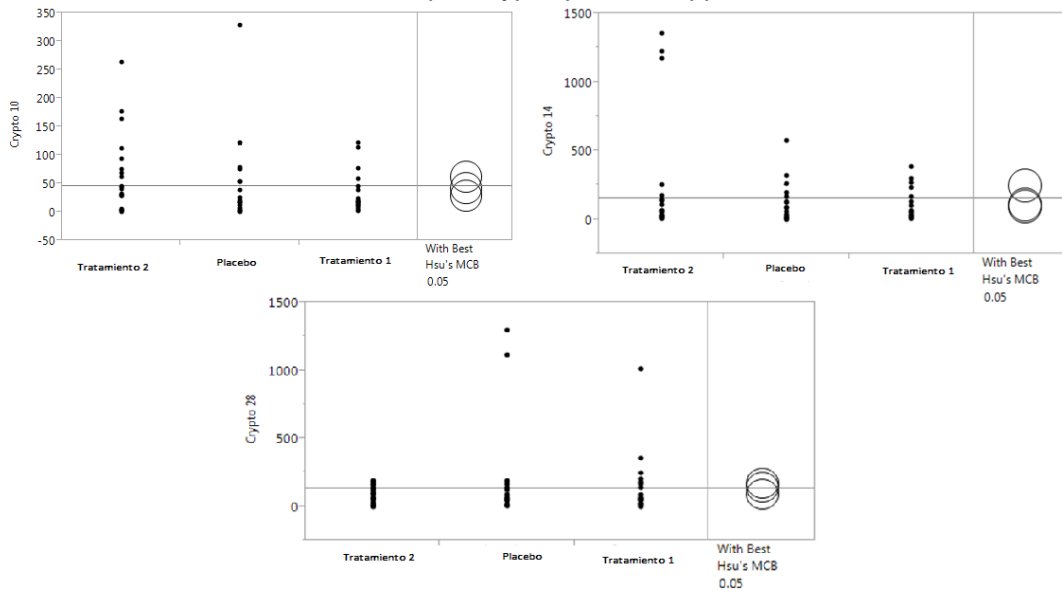 350
300
250
200
150
100
50
0
-50
Crypto 10
Tratamiento 2
Placebo
Tratamiento 1
With Best
Hsu's MCB
0.05
1500
1000
500
0
Crypto 14
Tratamiento 2
Placebo
Tratamiento 1
With Best
Hsu's MCB
0.05
1500
1000
500
0
Crypto 28
Tratamiento 2
Placebo
Tratamiento 1
With Best
Hsu's MCB
0.05